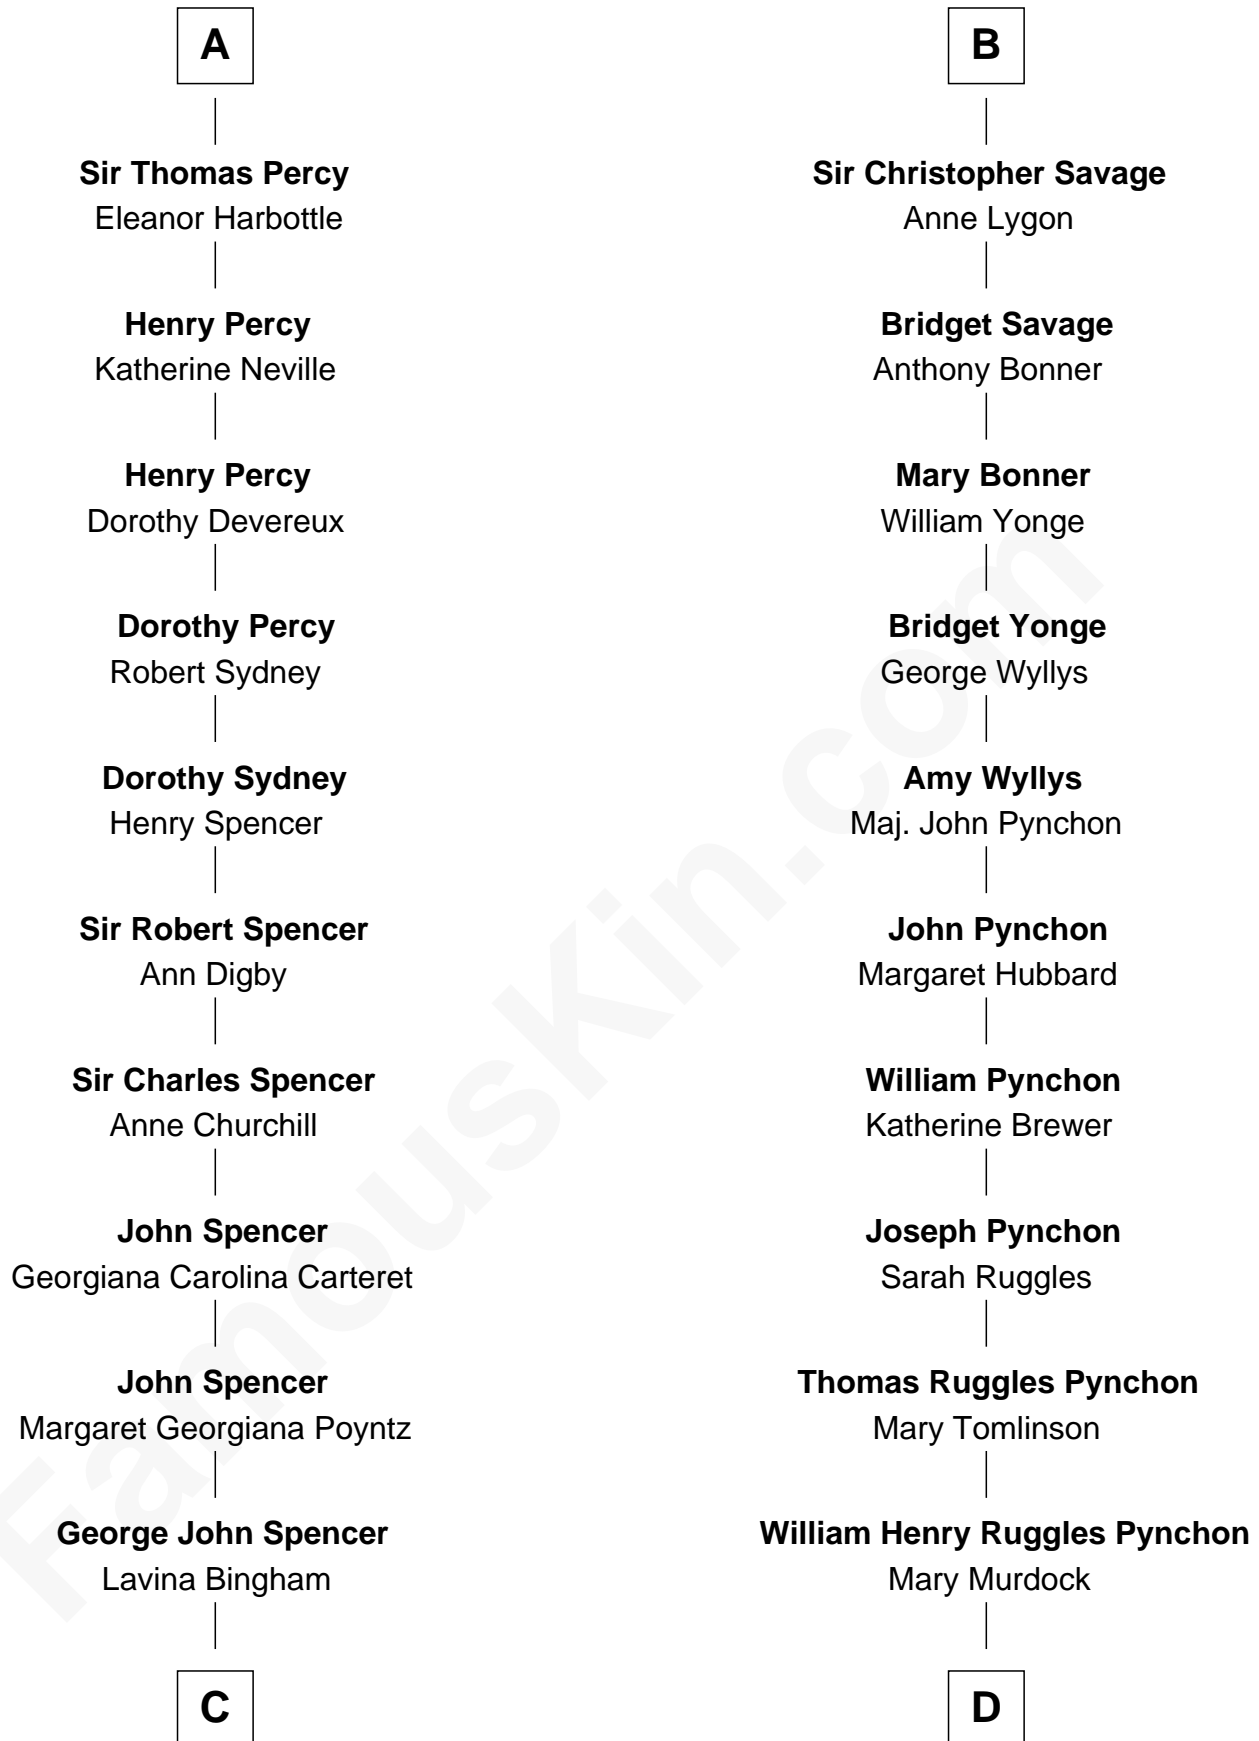 A
Sir Thomas Percy
Eleanor Harbottle
Henry Percy
Katherine Neville
Henry Percy
Dorothy Devereux
Dorothy Percy
Robert Sydney
Dorothy Sydney
Henry Spencer
Sir Robert Spencer
Ann Digby
Sir Charles Spencer
Anne Churchill
John Spencer
Georgiana Carolina Carteret
John Spencer
Margaret Georgiana Poyntz
George John Spencer
Lavina Bingham
C
B
Sir Christopher Savage
Anne Lygon
Bridget Savage
Anthony Bonner
Mary Bonner
William Yonge
Bridget Yonge
George Wyllys
Amy Wyllys
Maj. John Pynchon
John Pynchon
Margaret Hubbard
William Pynchon
Katherine Brewer
Joseph Pynchon
Sarah Ruggles
Thomas Ruggles Pynchon
Mary Tomlinson
William Henry Ruggles Pynchon
Mary Murdock
D
FamousKin.com